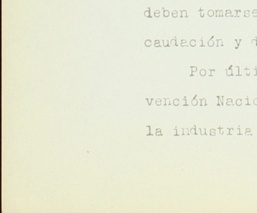 deben tomarse
caudación y d
Por últi
vención Nacio
la industria